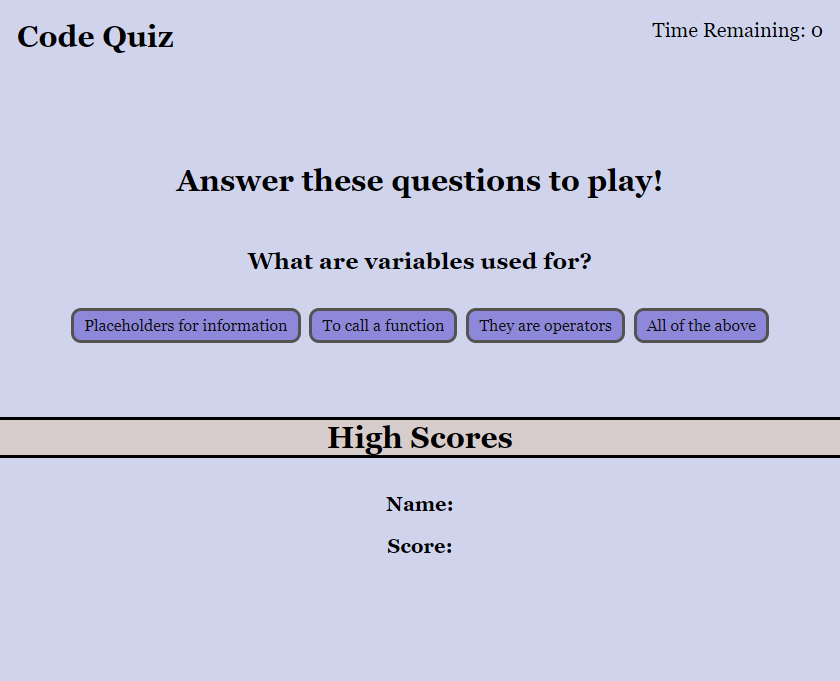 Code Quiz
Time Remaining: 0
Answer these questions to play!
What are variables used for?
Placeholders for information To call a function They are operators All of the above
High Scores
Name:
Score: